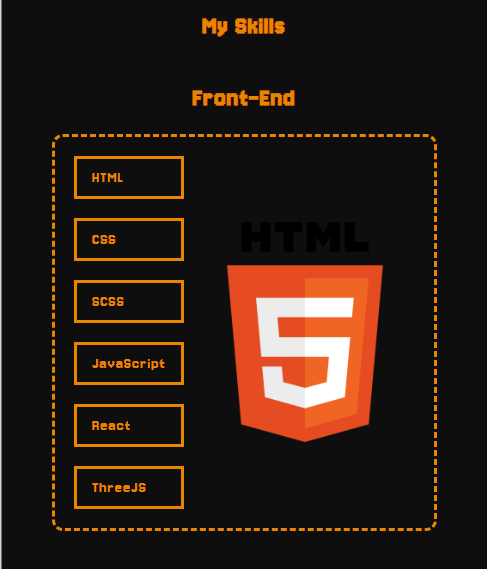 My Skills
Front-End
HTML
CSS
SCSS
JavaScript
React
ThreeJS
HTML
5